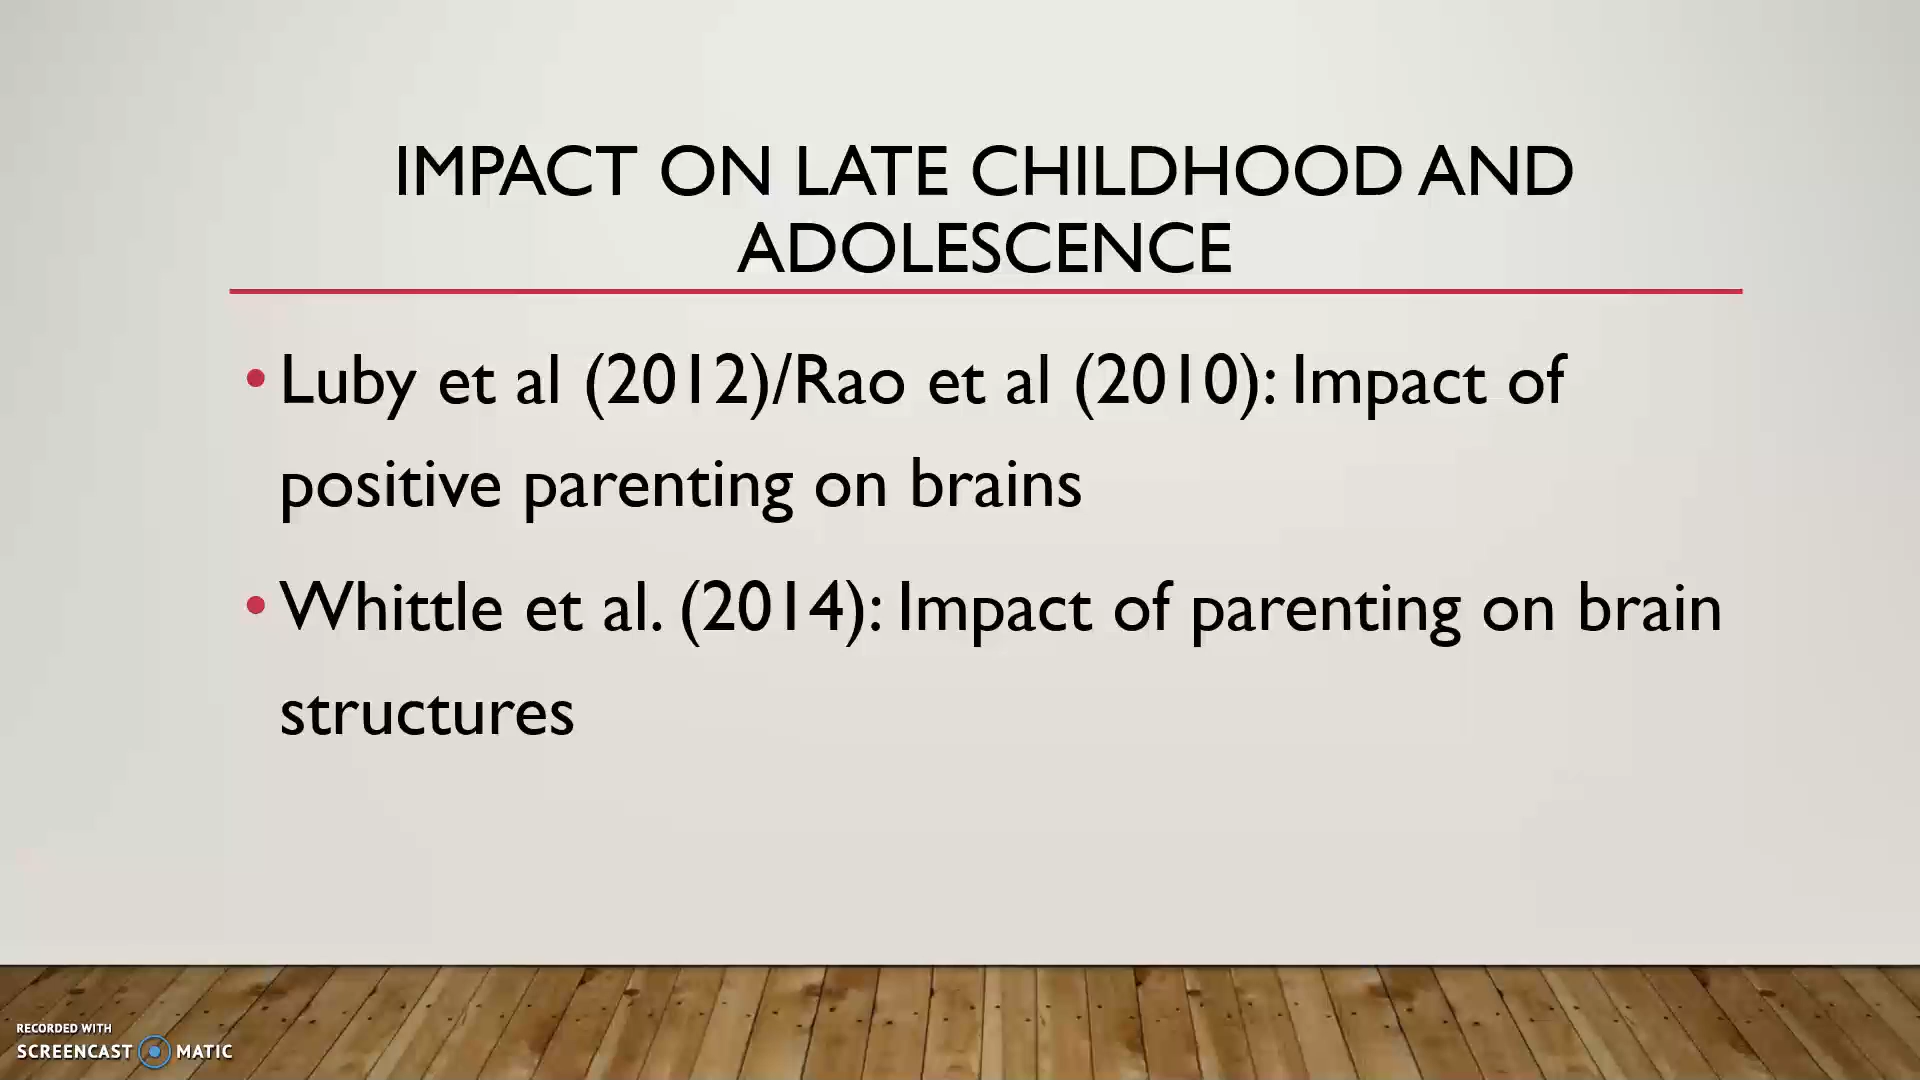 IMPACT ON LATE CHILDHOOD AND
ADOLESCENCE
• Luby et al (2012)/Rao et al (2010): Impact of
positive parenting on brains
• Whittle et al. (2014): Impact of parenting on brain
structures
RECORDED WITH
SCREENCAST MATIC